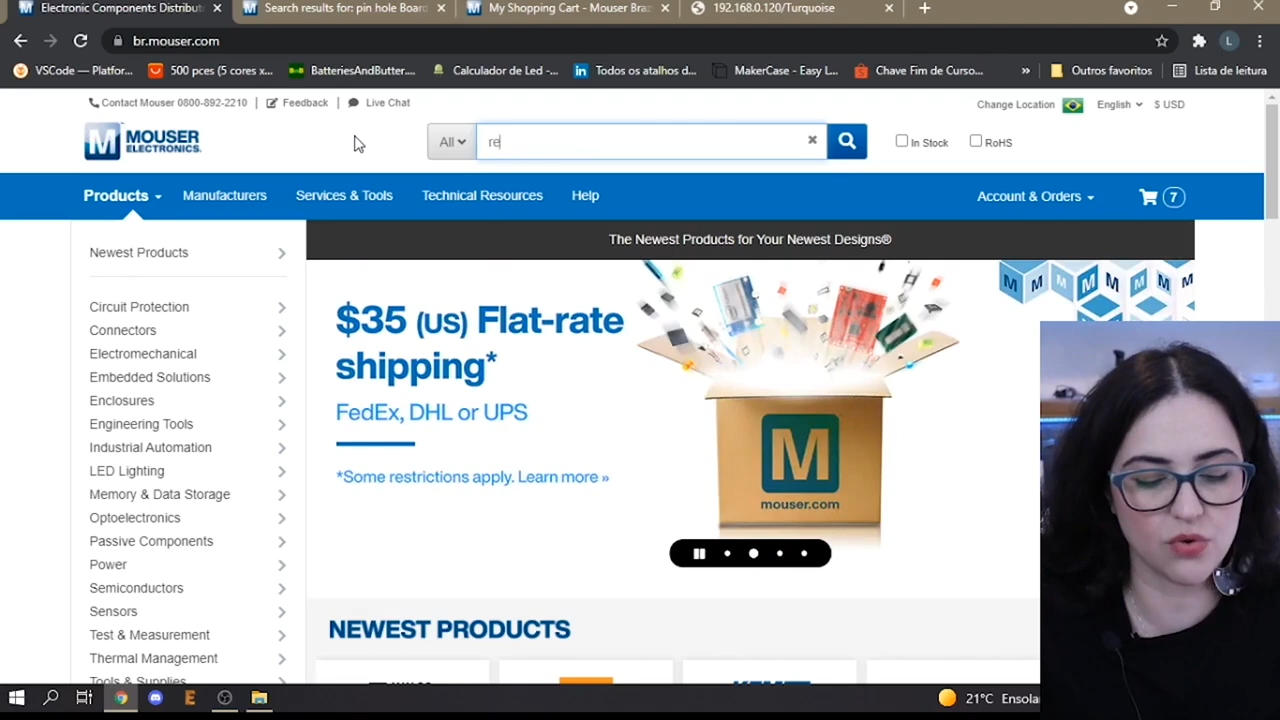 Electronic Components Distribut
Search results for: pin hole Board
My Shopping Cart - Mouser Braz
192.168.0.120/Turquoise
br.mouser.com
L
VSCode — Platfor...
500 pces (5 cores x...
BatteriesAndButter...
Calculador de Led -...
Todos os atalhos d...
MakerCase - Easy L...
Chave Fim de Curso...
Outros favoritos
Lista de leitura
Contact Mouser 0800-892-2210 | Feedback | Live Chat
Change Location English $ USD
M MOUSER
ELECTRONICS.
All
re
In Stock
RoHS
Products
Manufacturers
Services & Tools
Technical Resources
Help
Account & Orders
7
Newest Products
Circuit Protection
Connectors
Electromechanical
Embedded Solutions
Enclosures
Engineering Tools
Industrial Automation
LED Lighting
Memory & Data Storage
Optoelectronics
Passive Components
Power
Semiconductors
Sensors
Test & Measurement
Thermal Management
Tools & Supplies
The Newest Products for Your Newest Designs®
$35 (US) Flat-rate
shipping*
FedEx, DHL or UPS
*Some restrictions apply. Learn more »
M
mouser.com
NEWEST PRODUCTS
21°C Ensola